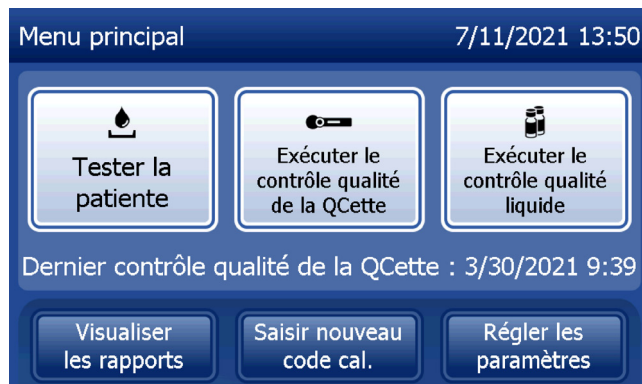 Menu principal 7/11/2021 13:50
Tester la
patiente
Exécuter le
contrôle qualité
de la QCette
Exécuter le
contrôle qualité
liquide
Dernier contrôle qualité de la QCette : 3/30/2021 9:39
Visualiser
les rapports
Saisir nouveau
code cal.
Régler les
paramètres